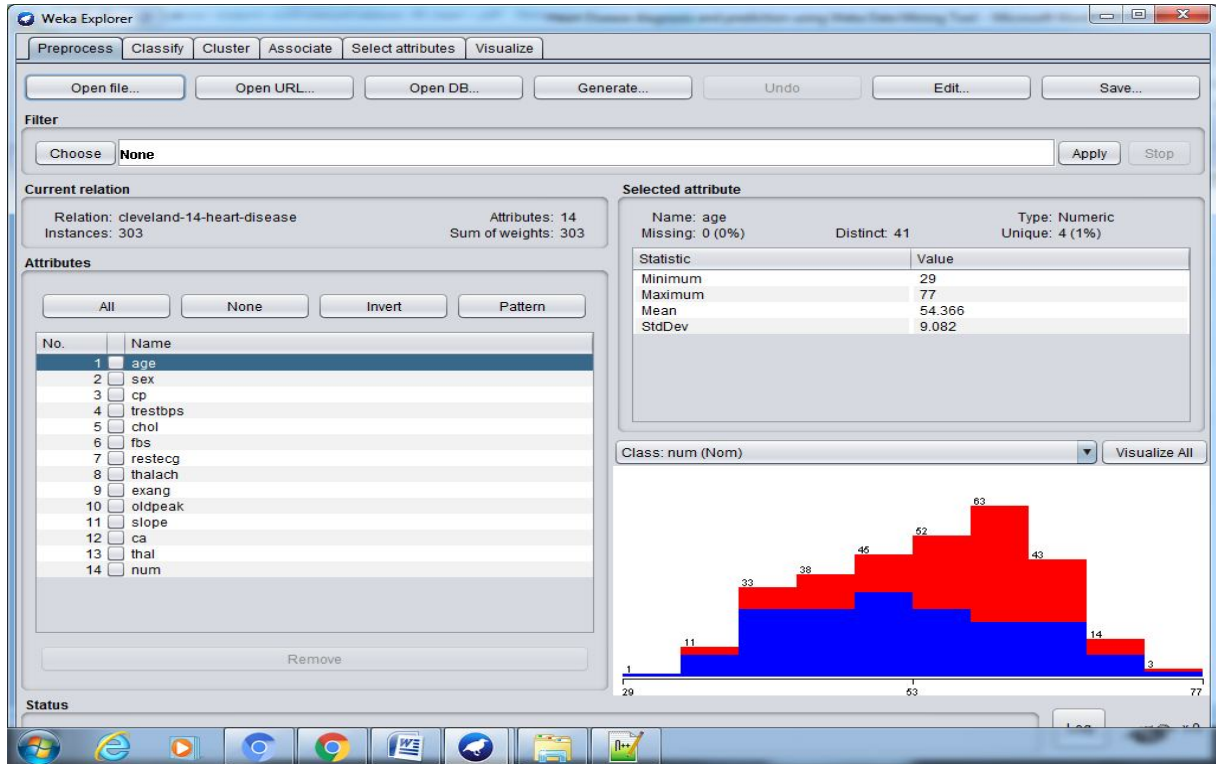 Weka Explorer
Preprocess Classify Cluster Associate Select attributes Visualize
Open file... Open URL... Open DB... Generate... Undo Edit... Save...
Filter
Choose None Apply Stop
Current relation
Relation: cleveland-14-heart-disease Attributes: 14
Instances: 303 Sum of weights: 303
Attributes
All None Invert Pattern
No. Name
1 age
2 sex
3 cp
4 trestbps
5 chol
6 fbs
7 restecg
8 thalach
9 exang
10 oldpeak
11 slope
12 ca
13 thal
14 num
Remove
Selected attribute
Name: age Type: Numeric
Missing: 0 (0%) Distinct: 41 Unique: 4 (1%)
Statistic Value
Minimum 29
Maximum 77
Mean 54.366
StdDev 9.082
Class: num (Nom) Visualize All
1 11 33 38 45 52 63 43 14 3
29 53 77
Status
Log